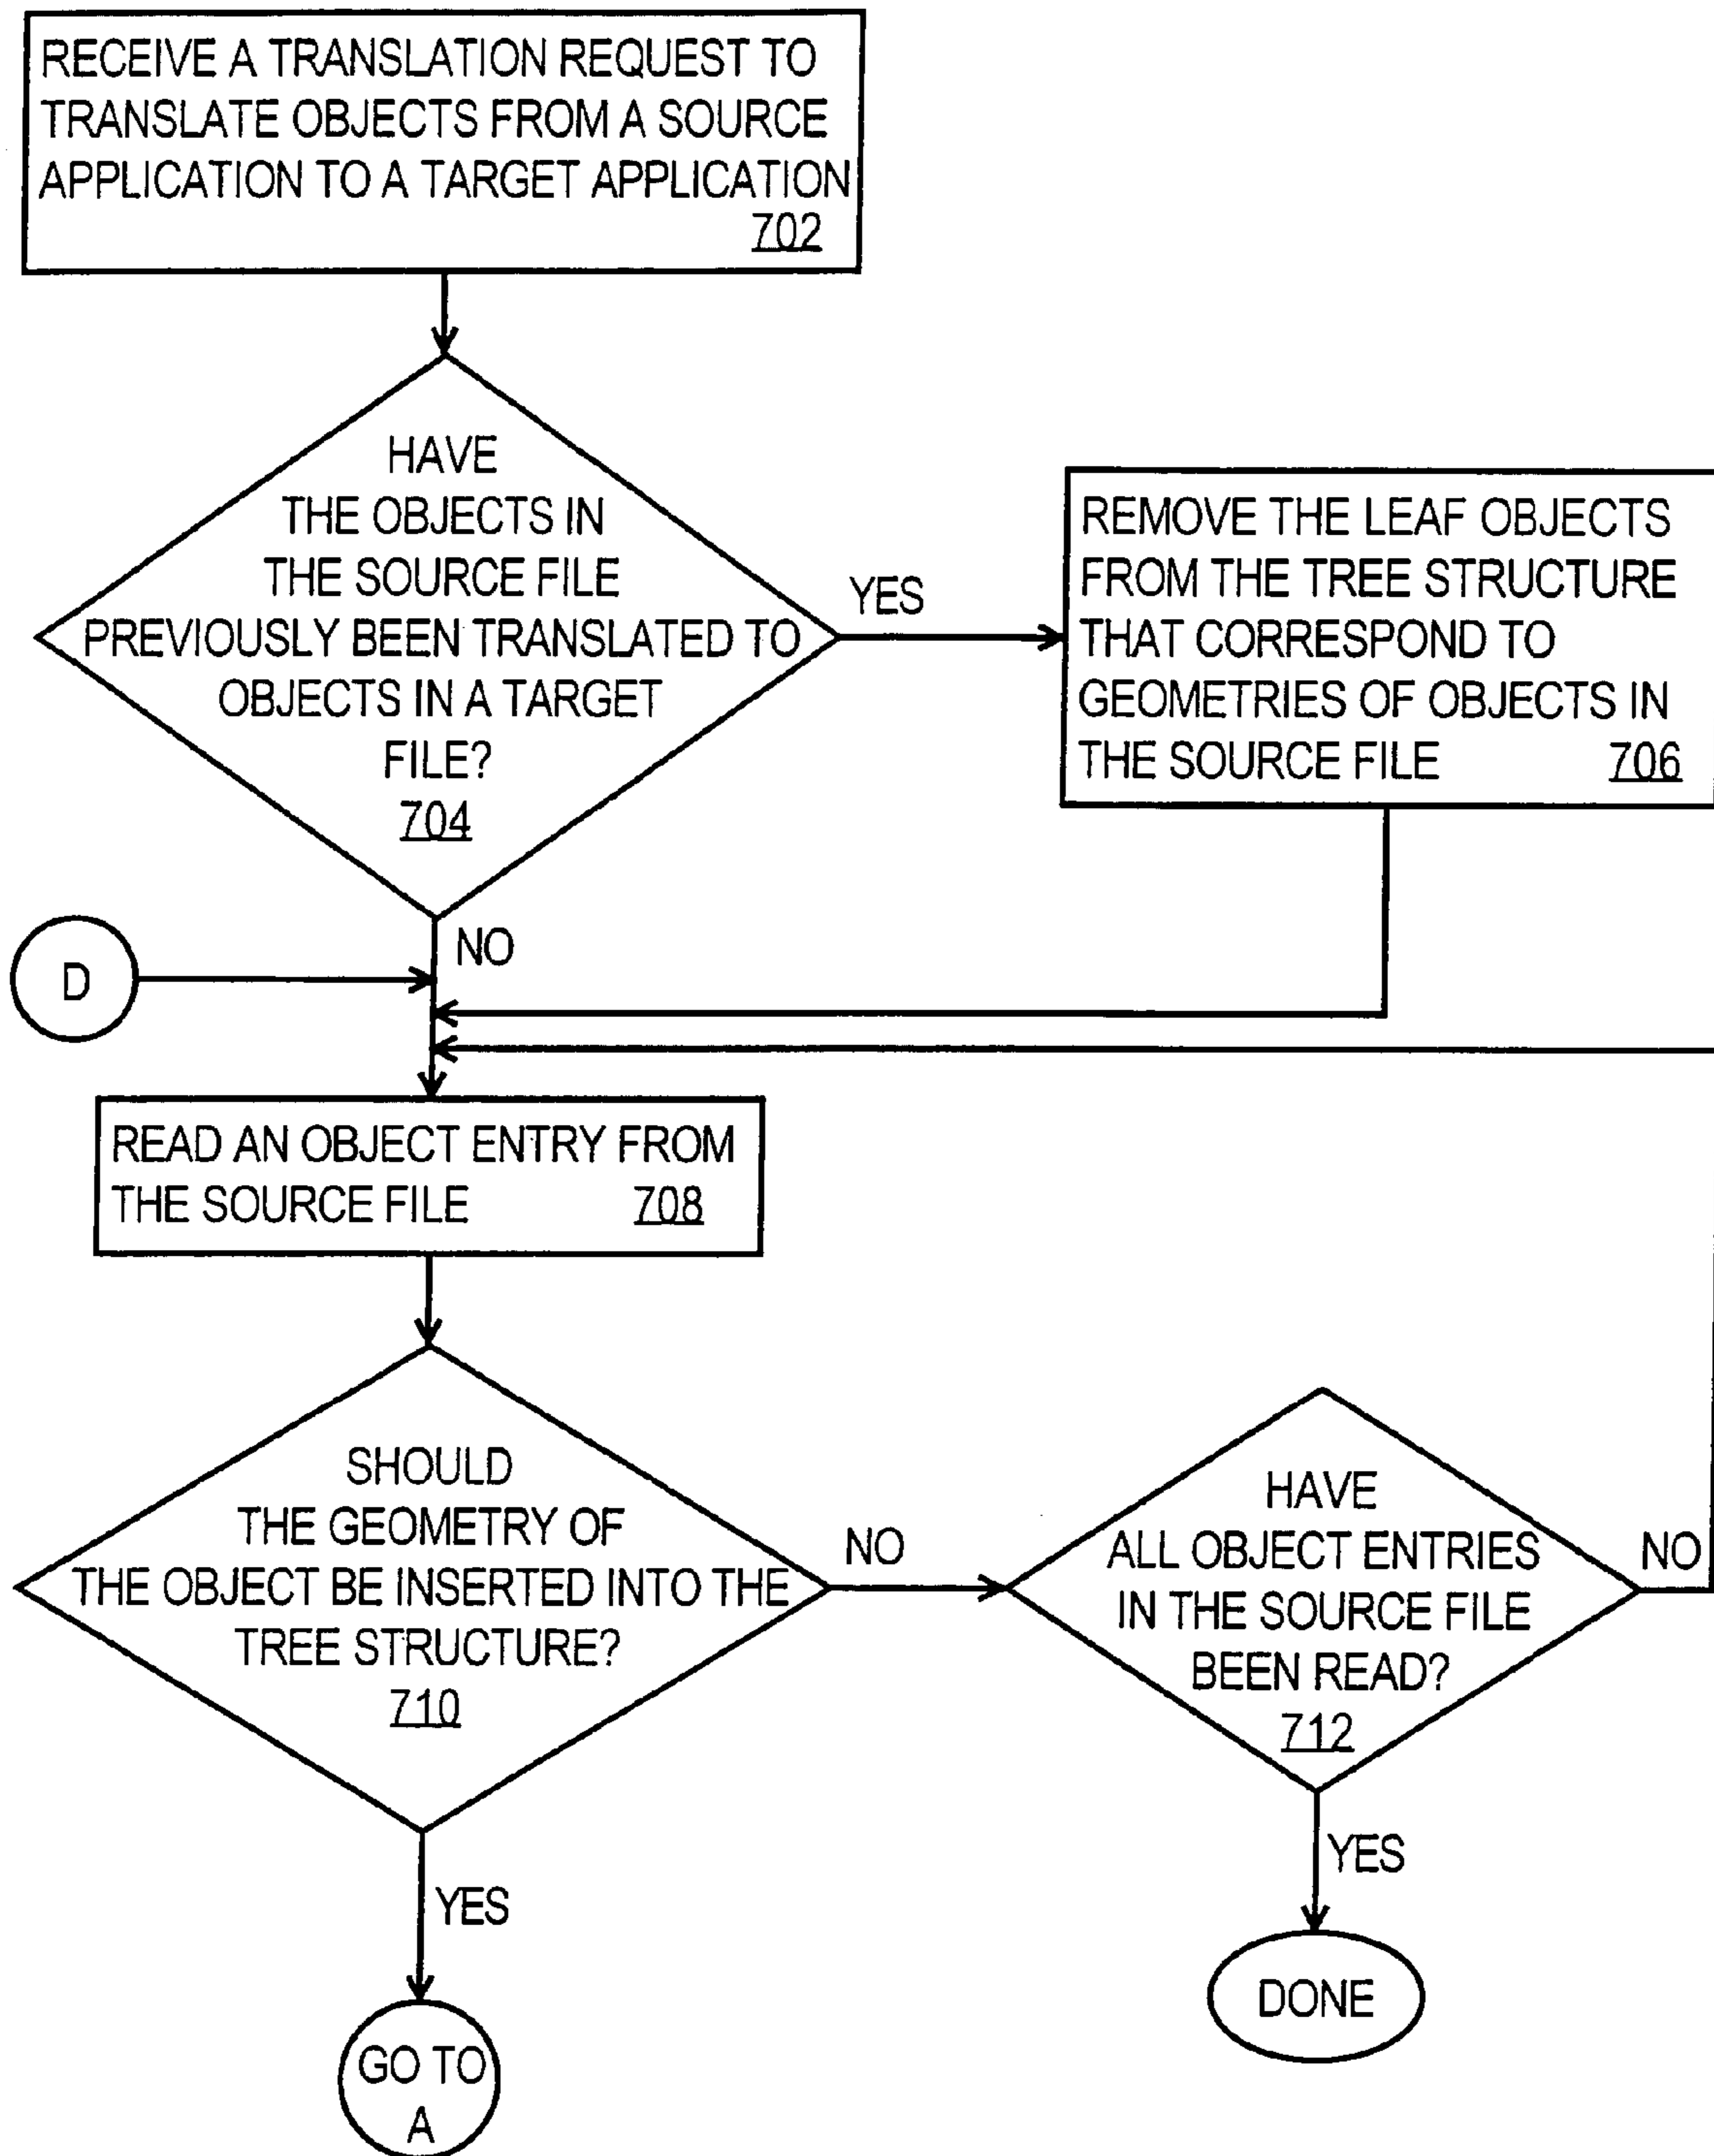 RECEIVE A TRANSLATION REQUEST TO
TRANSLATE OBJECTS FROM A SOURCE
APPLICATION TO A TARGET APPLICATION
702
HAVE
THE OBJECTS IN
THE SOURCE FILE
PREVIOUSLY BEEN TRANSLATED TO
OBJECTS IN A TARGET
FILE?
704
YES
REMOVE THE LEAF OBJECTS
FROM THE TREE STRUCTURE
THAT CORRESPOND TO
GEOMETRIES OF OBJECTS IN
THE SOURCE FILE 706
NO
D
READ AN OBJECT ENTRY FROM
THE SOURCE FILE 708
SHOULD
THE GEOMETRY OF
THE OBJECT BE INSERTED INTO THE
TREE STRUCTURE?
710
NO
HAVE
ALL OBJECT ENTRIES
IN THE SOURCE FILE
BEEN READ?
712
NO
YES
YES
DONE
GO TO
A